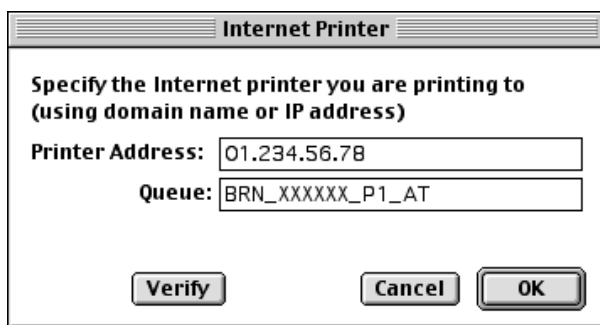 Internet Printer
Specify the Internet printer you are printing to
(using domain name or IP address)
Printer Address: 01.234.56.78
Queue: BRN_XXXXXX_P1_AT
Verify Cancel OK